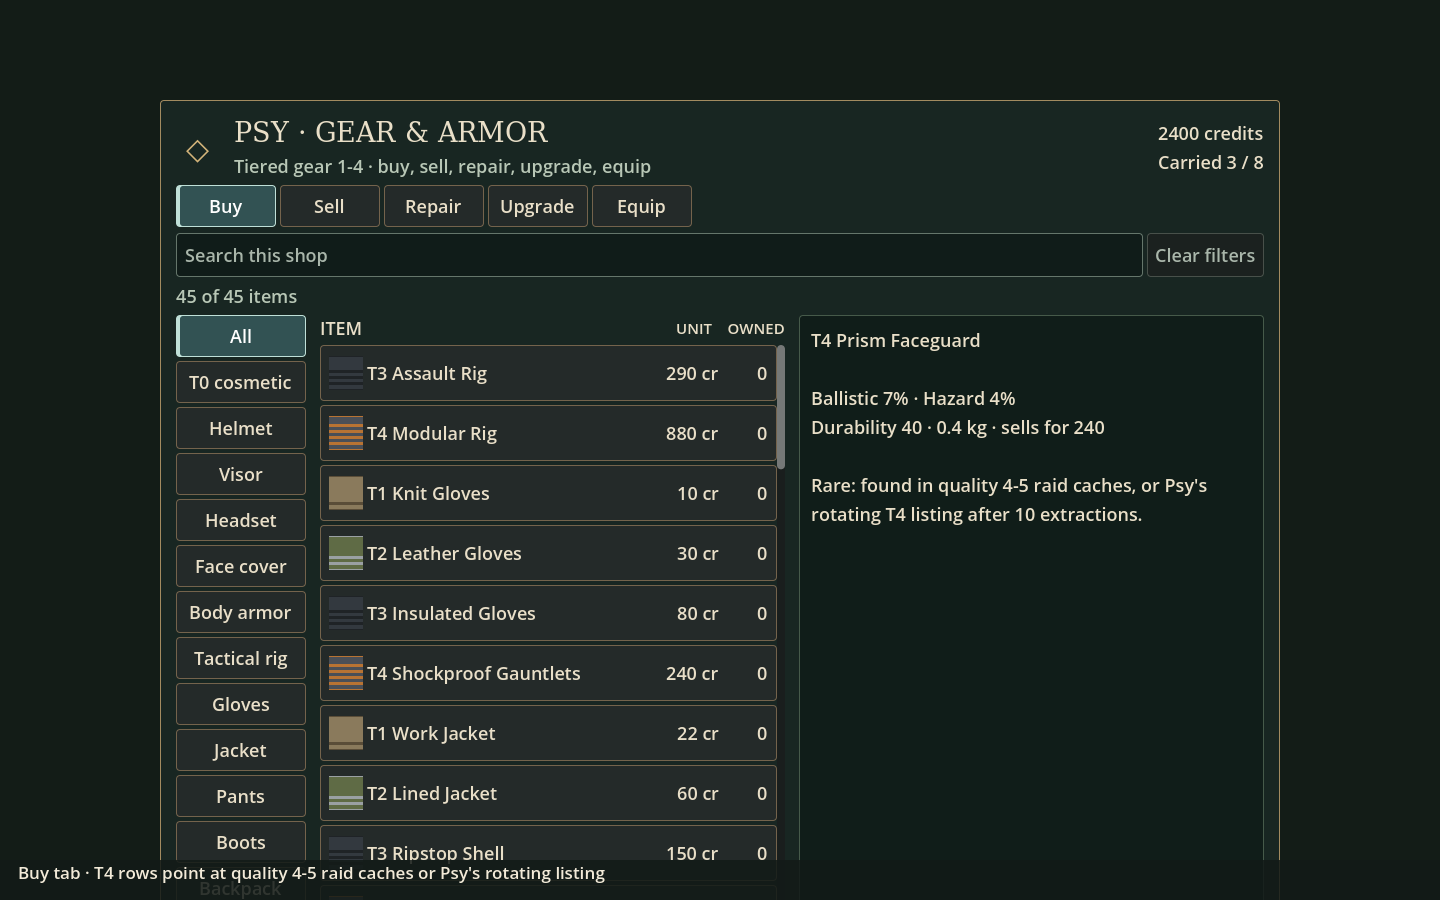 PSY · GEAR & ARMOR
Tiered gear 1-4 · buy, sell, repair, upgrade, equip
2400 credits
Carried 3 / 8
Buy
Sell
Repair
Upgrade
Equip
Search this shop
Clear filters
45 of 45 items
All
T0 cosmetic
Helmet
Visor
Headset
Face cover
Body armor
Tactical rig
Gloves
Jacket
Pants
Boots
Backpack
ITEM UNIT OWNED
T3 Assault Rig 290 cr 0
T4 Modular Rig 880 cr 0
T1 Knit Gloves 10 cr 0
T2 Leather Gloves 30 cr 0
T3 Insulated Gloves 80 cr 0
T4 Shockproof Gauntlets 240 cr 0
T1 Work Jacket 22 cr 0
T2 Lined Jacket 60 cr 0
T3 Ripstop Shell 150 cr 0
T4 Prism Faceguard
Ballistic 7% · Hazard 4%
Durability 40 · 0.4 kg · sells for 240
Rare: found in quality 4-5 raid caches, or Psy's
rotating T4 listing after 10 extractions.
Buy tab · T4 rows point at quality 4-5 raid caches or Psy's rotating listing